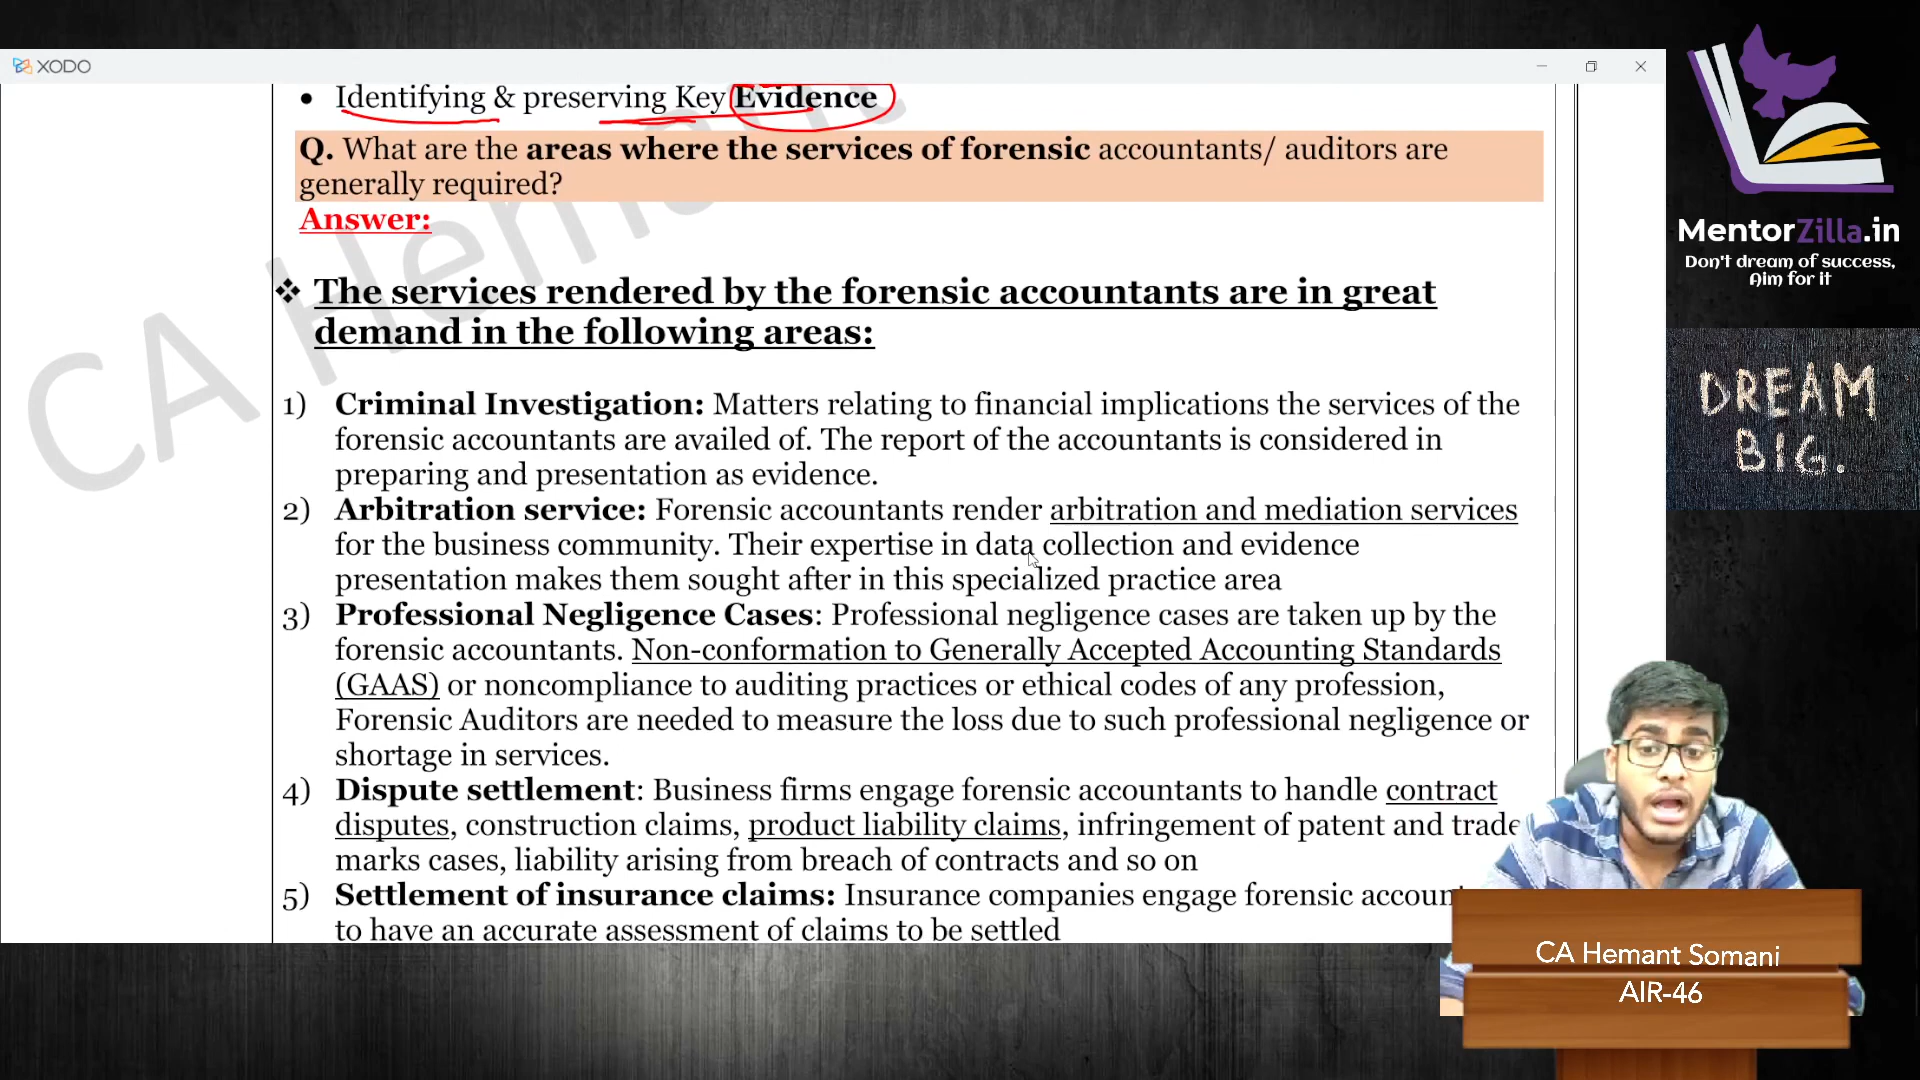 XODO
• Identifying & preserving Key Evidence
Q. What are the areas where the services of forensic accountants/ auditors are
generally required?
Answer:
❖ The services rendered by the forensic accountants are in great
demand in the following areas:
1) Criminal Investigation: Matters relating to financial implications the services of the
forensic accountants are availed of. The report of the accountants is considered in
preparing and presentation as evidence.
2) Arbitration service: Forensic accountants render arbitration and mediation services
for the business community. Their expertise in data collection and evidence
presentation makes them sought after in this specialized practice area
3) Professional Negligence Cases: Professional negligence cases are taken up by the
forensic accountants. Non-conformation to Generally Accepted Accounting Standards
(GAAS) or noncompliance to auditing practices or ethical codes of any profession,
Forensic Auditors are needed to measure the loss due to such professional negligence or
shortage in services.
4) Dispute settlement: Business firms engage forensic accountants to handle contract
disputes, construction claims, product liability claims, infringement of patent and trade
marks cases, liability arising from breach of contracts and so on
5) Settlement of insurance claims: Insurance companies engage forensic
to have an accurate assessment of claims to be settled
CA Hemant
MentorZilla.in
Don't dream of success,
Aim for it
DREAM
BIG.
CA Hemant Somani
AIR-46